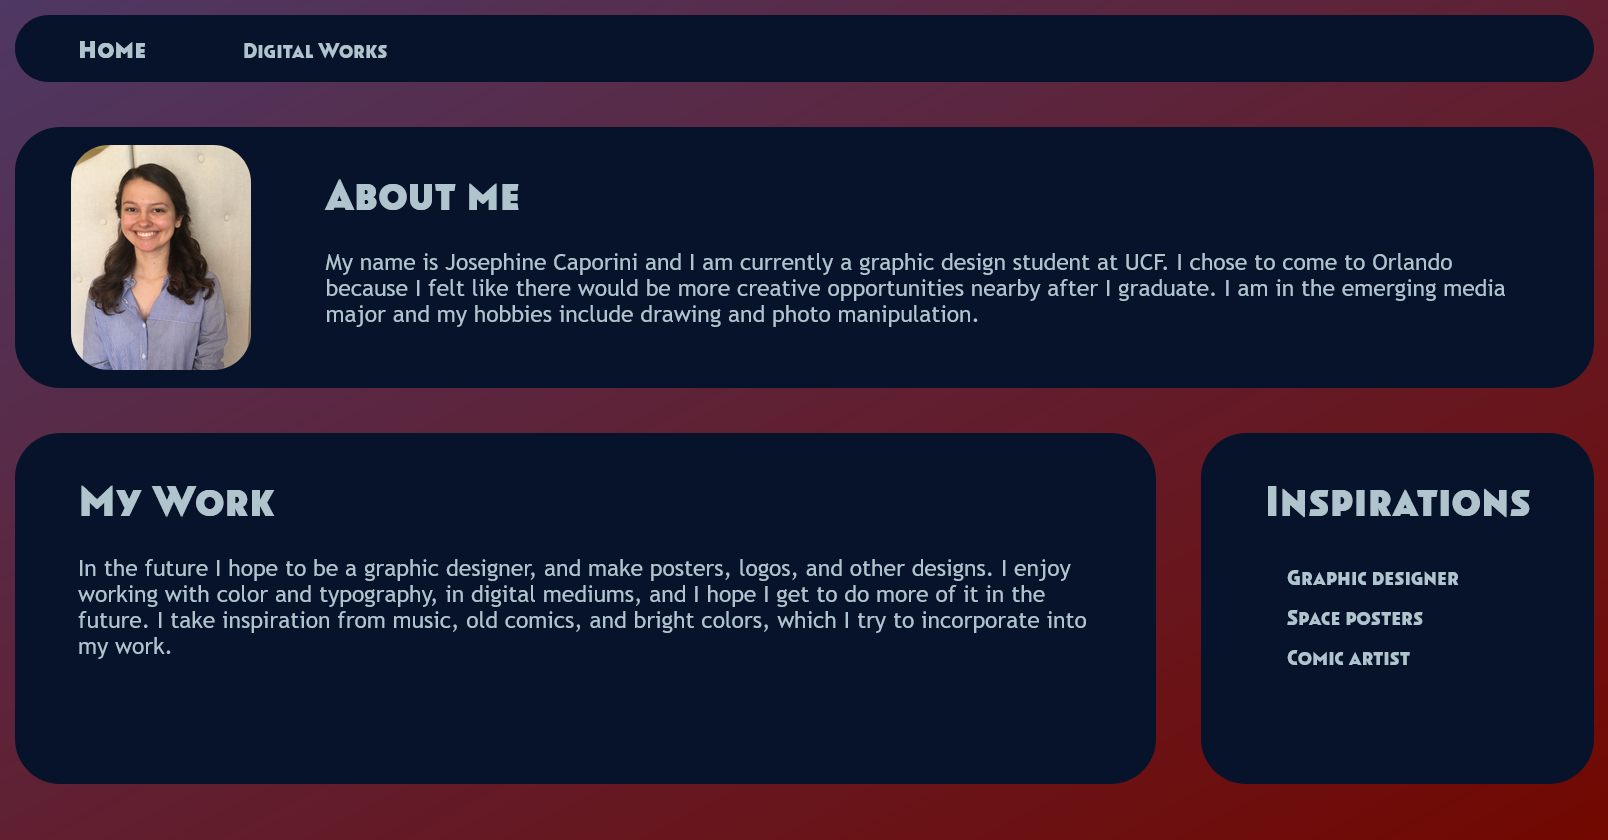 Home
Digital Works
About me
My name is Josephine Caporini and I am currently a graphic design student at UCF. I chose to come to Orlando
because I felt like there would be more creative opportunities nearby after I graduate. I am in the emerging media
major and my hobbies include drawing and photo manipulation.
My Work
In the future I hope to be a graphic designer, and make posters, logos, and other designs. I enjoy
working with color and typography, in digital mediums, and I hope I get to do more of it in the
future. I take inspiration from music, old comics, and bright colors, which I try to incorporate into
my work.
Inspirations
Graphic designer
Space posters
Comic artist